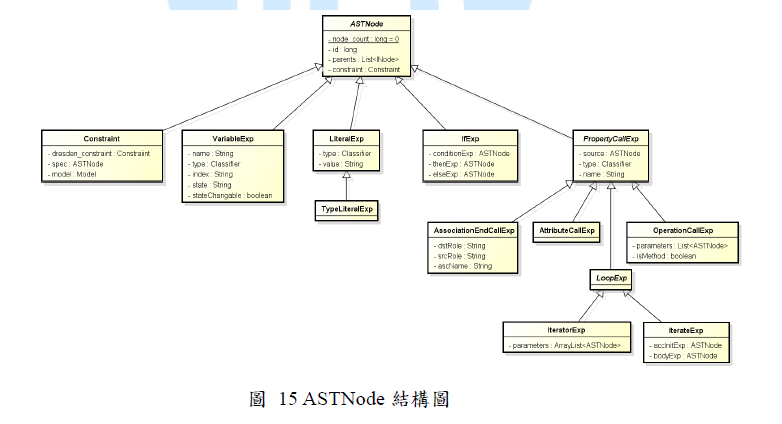 ASTNode
- node_count : long = 0
- id : long
- parents : List<INode>
- constraint : Constraint
Constraint
- dresden_constraint : Constraiint
- spec : ASTNode
- model : Model
VariableExp
- name : String
- type : Classifier
- index : String
- state : String
- stateChangable : boolean
LiteralExp
- type : Classifier
- value : String
IfExp
- conditionExp : ASTNode
- thenExp : ASTNode
- elseExp : ASTNode
PropertyCallExp
- source : ASTNode
- type : Classifier
- name : String
TypeLiteralExp
AssociationEndCallExp
- dstRole : String
- srcRole : String
- escName : String
AttributeCallExp
OperationCallExp
- parameters : List<ASTNode>
- isMethod : boolean
LoopExp
IteratorExp
- parameters : ArrayList<ASTNode>
IterateExp
- accInitExp : ASTNode
- bodyExp : ASTNode
圖 15 ASTNode 結構圖